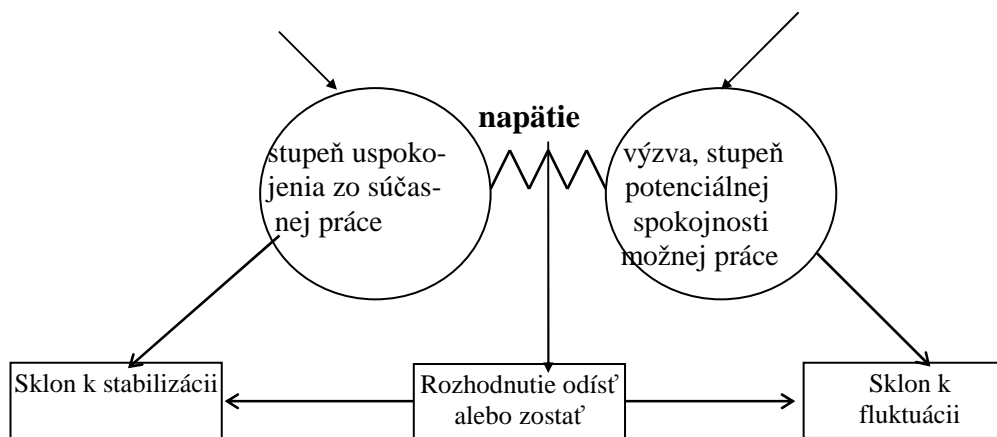 napätie
stupeň uspoko-
jenia zo súčas-
nej práce
výzva, stupeň
potenciálnej
spokojnosti
možnej práce
Sklon k stabilizácii
Rozhodnutie odísť
alebo zostať
Sklon k
fluktuácii